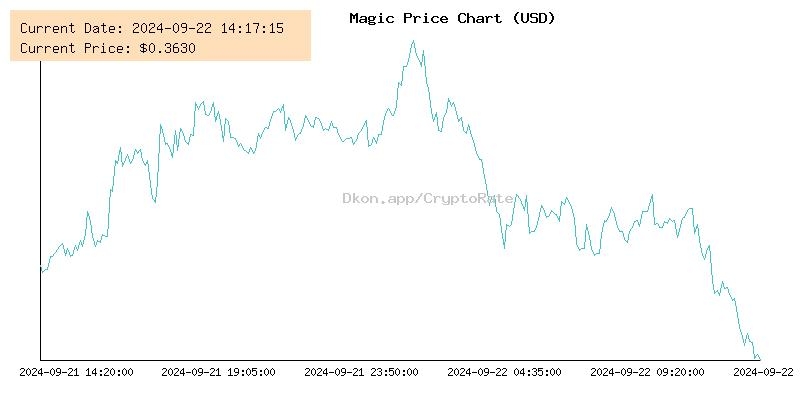 Magic Price Chart (USD)
Current Date: 2024-09-22 14:17:15
Current Price: $0.3630
Dkon.app/CryptoRate
2024-09-21 14:20:00 2024-09-21 19:05:00 2024-09-21 23:50:00 2024-09-22 04:35:00 2024-09-22 09:20:00 2024-09-22